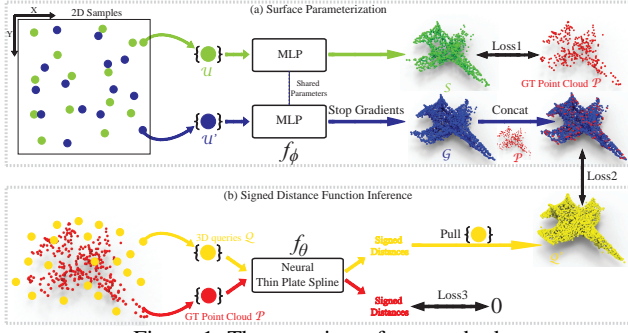 (a) Surface Parameterization
X
2D Samples
Y
{ } MLP
𝒰
S
Loss1
GT Point Cloud 𝒫
Shared
Parameters
{ } MLP
𝒰′
Stop Gradients
Concat
𝒢
𝒫
fϕ
Loss2
(b) Signed Distance Function Inference
{ }
3D queries 𝒬
fθ
Neural
Thin Plate Spline
Signed
Distances
Pull { }
{ }
GT Point Cloud 𝒫
Signed
Distances
Loss3
0